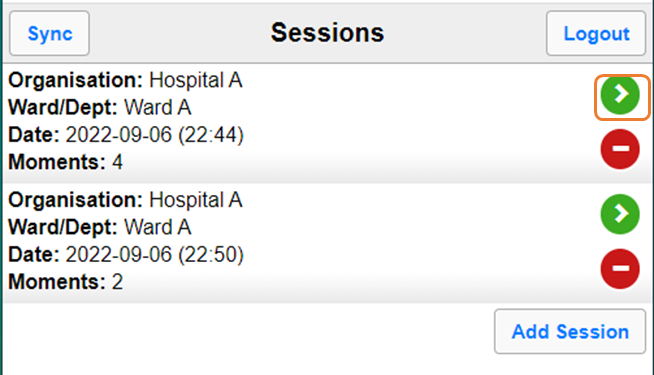 Sync Sessions Logout
Organisation: Hospital A
Ward/Dept: Ward A
Date: 2022-09-06 (22:44)
Moments: 4
Organisation: Hospital A
Ward/Dept: Ward A
Date: 2022-09-06 (22:50)
Moments: 2
Add Session